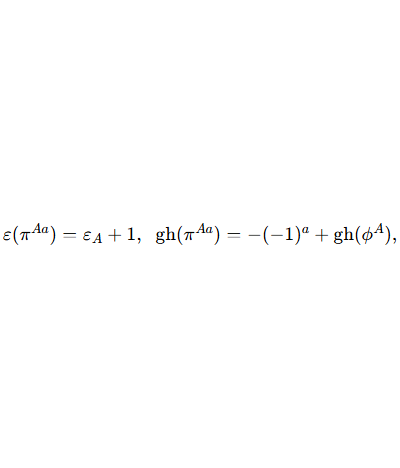 ε(π^{Aa}) = ε_A + 1, gh(π^{Aa}) = −(−1)^a + gh(ϕ^A),